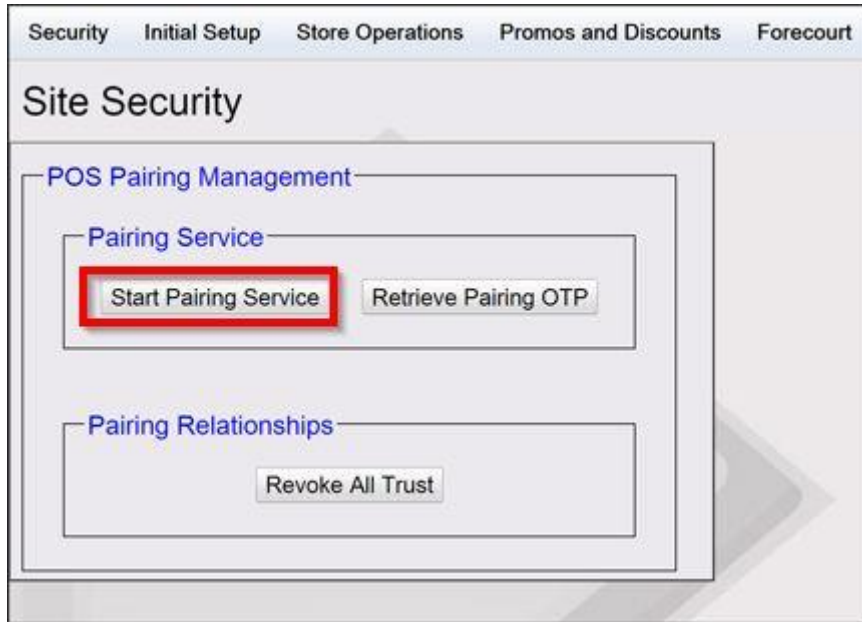 Security Initial Setup Store Operations Promos and Discounts Forecourt
Site Security
POS Pairing Management
Pairing Service
Start Pairing Service Retrieve Pairing OTP
Pairing Relationships
Revoke All Trust